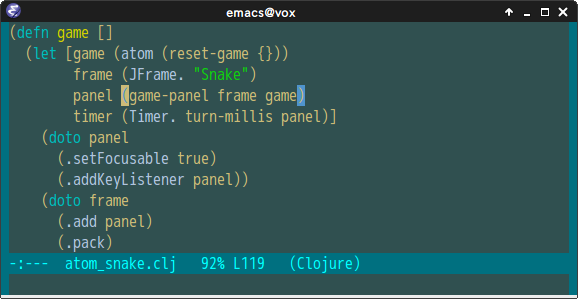 emacs@vox
(defn game []
  (let [game (atom (reset-game {}))
        frame (JFrame. "Snake")
        panel (game-panel frame game)
        timer (Timer. turn-millis panel)]
    (doto panel
      (.setFocusable true)
      (.addKeyListener panel))
    (doto frame
      (.add panel)
      (.pack)
-:---  atom_snake.clj   92% L119   (Clojure)